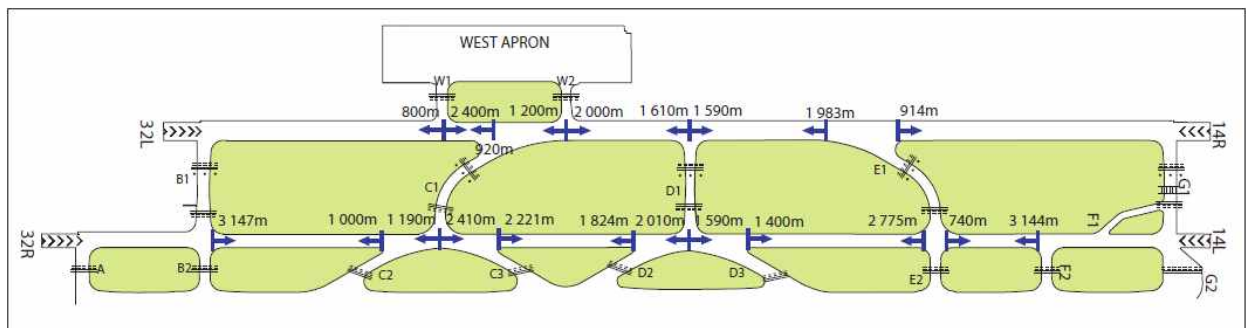 WEST APRON
W1 W2
800m 2 400m 1 200m 2 000m 1 610m 1 590m 1 983m 914m
32L 14R
920m
B1 C1 D1 E1 G1
F1
3 147m 1 000m 1 190m 2 410m 2 221m 1 824m 2 010m 1 590m 1 400m 2 775m 740m 3 144m
32R 14L
A B2 C2 C3 D2 D3 E2 F2 G2